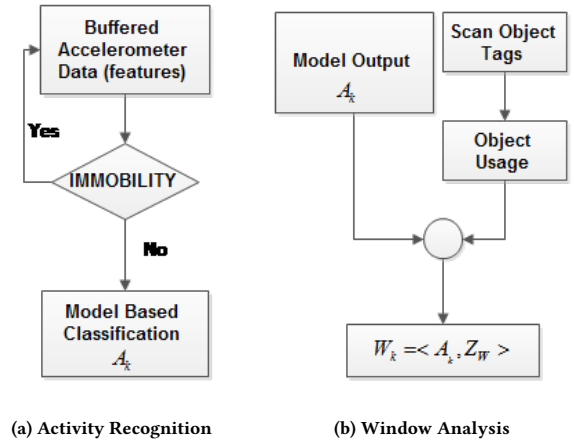 Buffered
Accelerometer
Data (features)
Yes
IMMOBILITY
No
Model Based
Classification
A_k
(a) Activity Recognition
Model Output
A_k
Scan Object
Tags
Object
Usage
W_k =< A_k , Z_W >
(b) Window Analysis